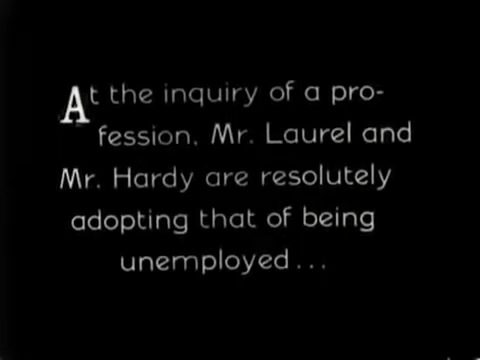 At the inquiry of a pro-
fession, Mr. Laurel and
Mr. Hardy are resolutely
adopting that of being
unemployed...